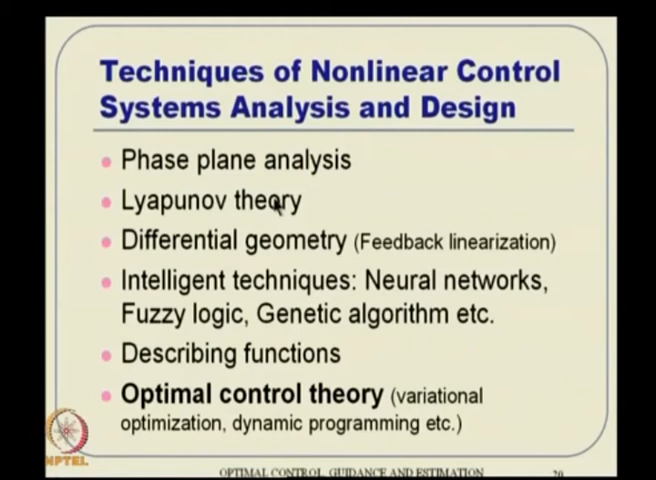 Techniques of Nonlinear Control
Systems Analysis and Design
Phase plane analysis
Lyapunov theory
Differential geometry (Feedback linearization)
Intelligent techniques: Neural networks,
Fuzzy logic, Genetic algorithm etc.
Describing functions
Optimal control theory (variational
optimization, dynamic programming etc.)
NPTEL
OPTIMAL CONTROL, GUIDANCE AND ESTIMATION